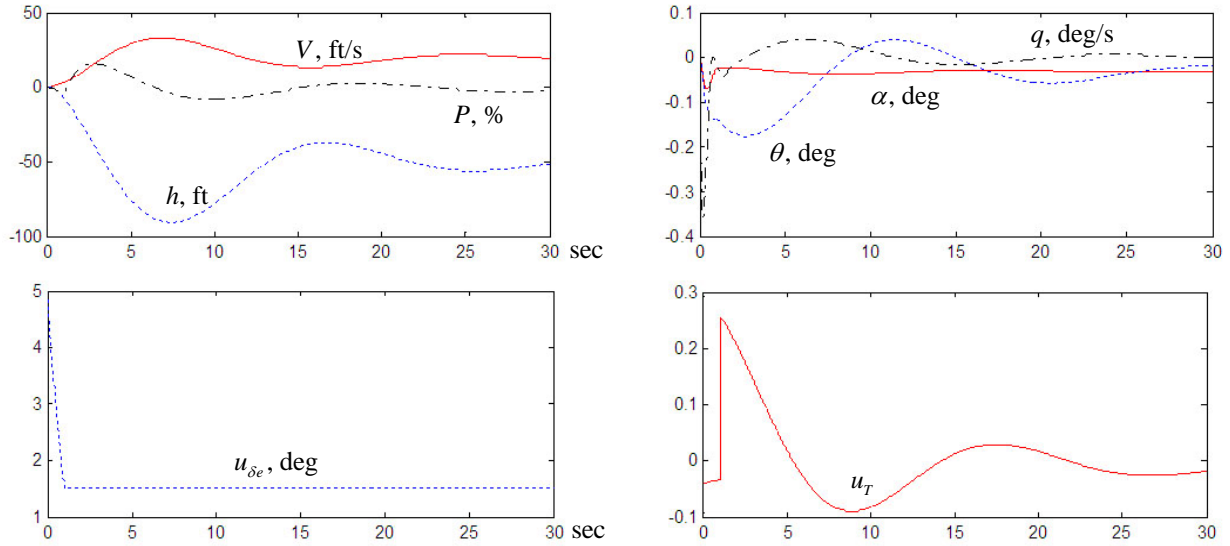 50
V, ft/s
0
P, %
-50
h, ft
-100
0 5 10 15 20 25 30 sec
0.1
q, deg/s
0
α, deg
-0.1
θ, deg
-0.2
-0.3
-0.4
0 5 10 15 20 25 30
5
4
3
2
u_δe, deg
1
0 5 10 15 20 25 30 sec
0.3
0.2
0.1
0
u_T
-0.1
0 5 10 15 20 25 30